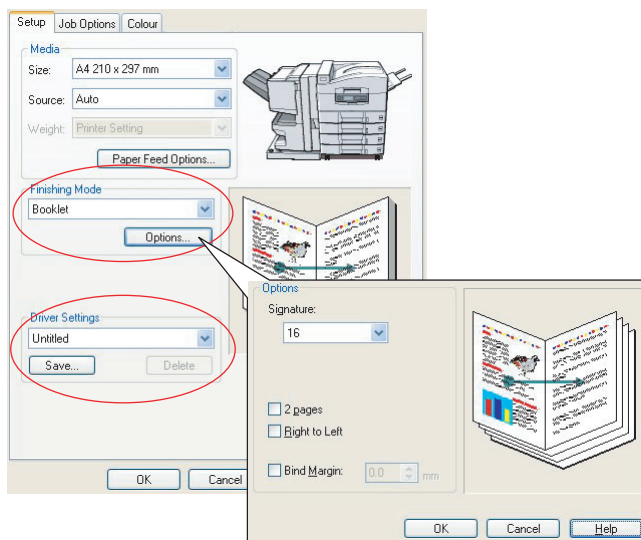 Setup Job Options Colour
Media
Size: A4 210 x 297 mm
Source: Auto
Weight: Printer Setting
Paper Feed Options...
Finishing Mode
Booklet
Options...
Driver Settings
Untitled
Save... Delete
OK Cancel
Options
Signature:
16
2 pages
Right to Left
Bind Margin: 0.0 mm
OK Cancel Help